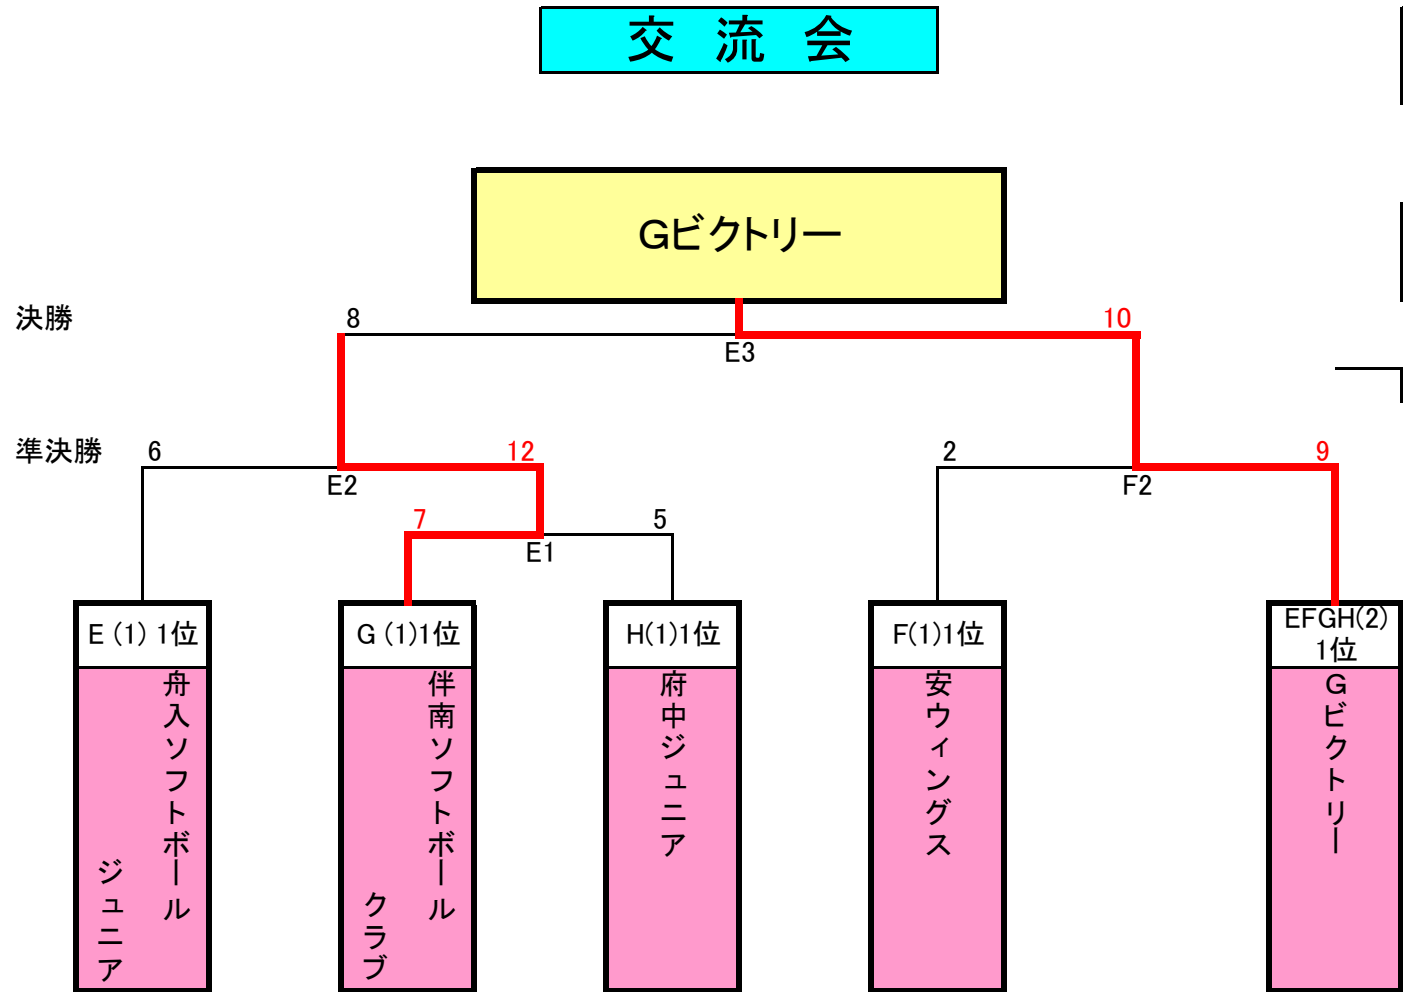 交 流 会
Gビクトリー
決勝
8
10
E3
準決勝
6
12
2
9
E2
F2
7
5
E1
E (1) 1位
G (1)1位
H(1)1位
F(1)1位
EFGH(2)
1位
舟入ソフトボール
ジュニア
伴南ソフトボール
クラブ
府中ジュニア
安ウィングス
Gビクトリー